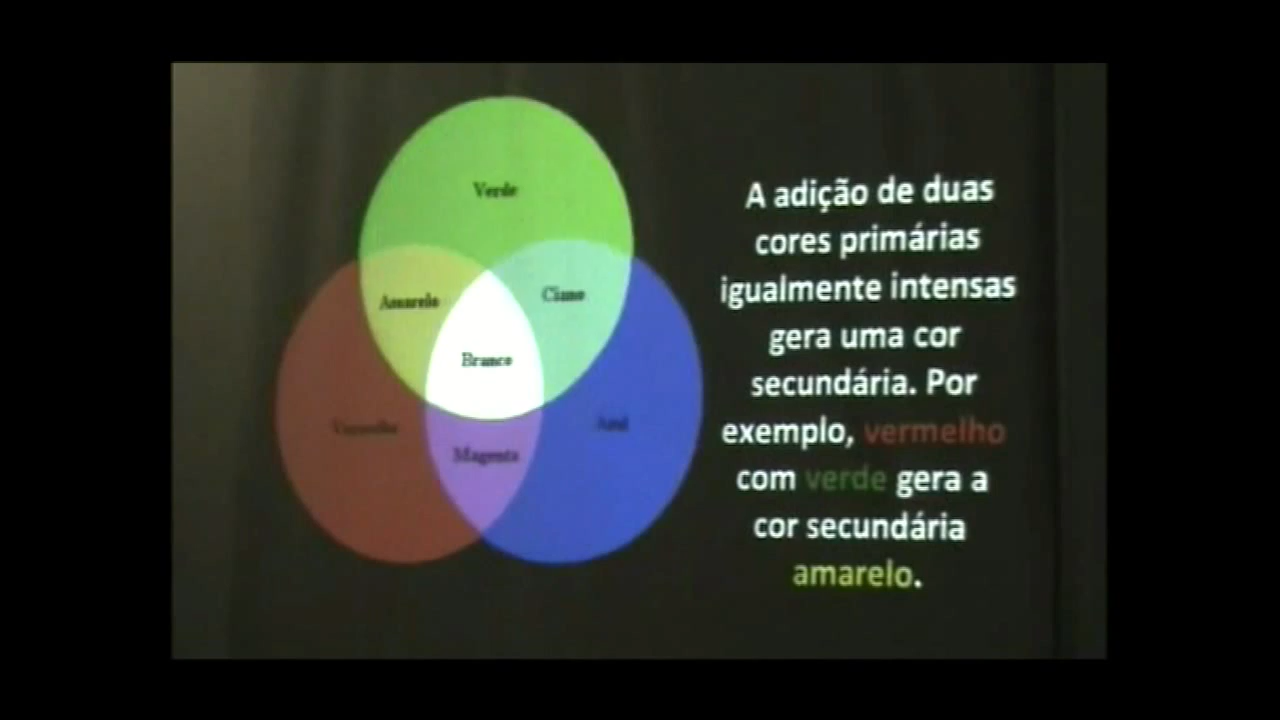 Verde
Amarelo
Ciano
Branco
Vermelho
Azul
Magenta
A adição de duas
cores primárias
igualmente intensas
gera uma cor
secundária. Por
exemplo, vermelho
com verde gera a
cor secundária
amarelo.